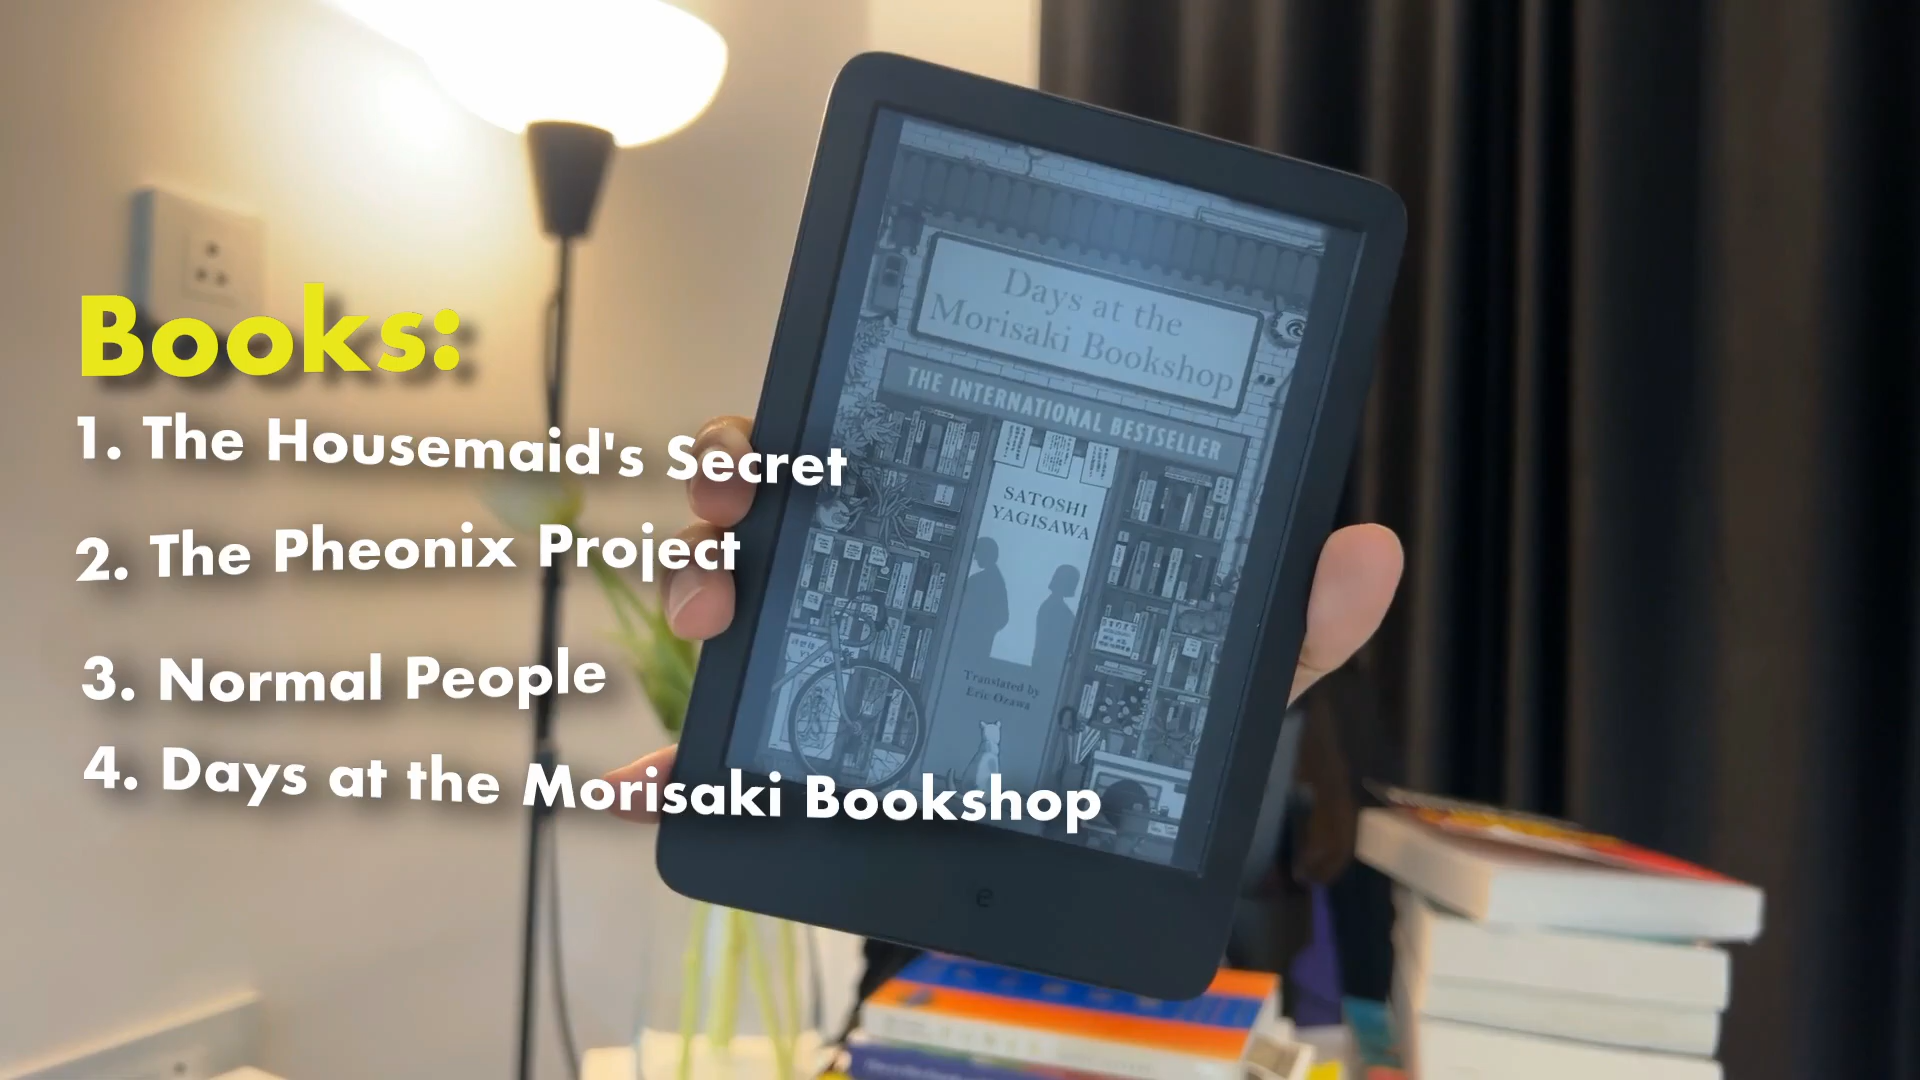 Books:
1. The Housemaid's Secret
2. The Pheonix Project
3. Normal People
4. Days at the Morisaki Bookshop
Days at the
Morisaki Bookshop
THE INTERNATIONAL BESTSELLER
SATOSHI
YAGISAWA
Translated by
Eric Ozawa